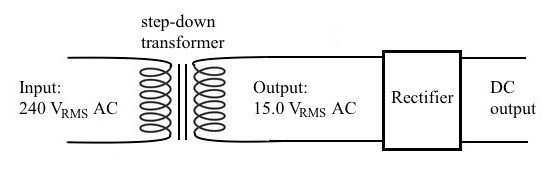 step-down
transformer
Input:
240 VRMS AC
Output:
15.0 VRMS AC
Rectifier
DC
output